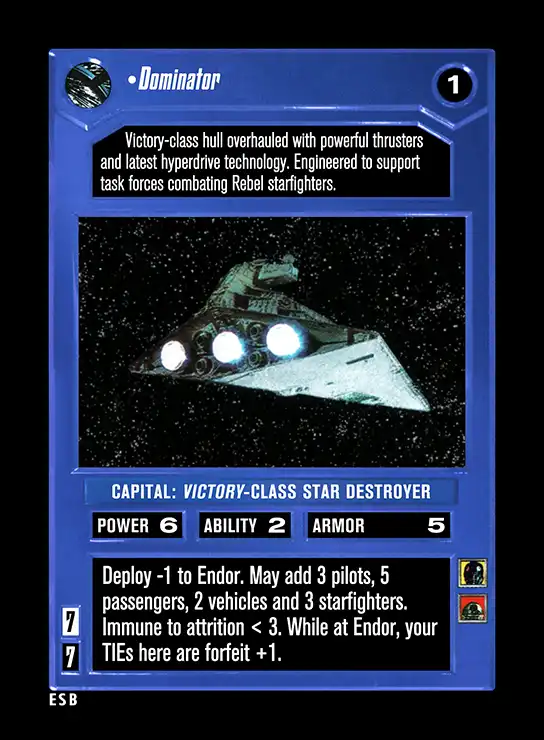 •Dominator
1
Victory-class hull overhauled with powerful thrusters
and latest hyperdrive technology. Engineered to support
task forces combating Rebel starfighters.
CAPITAL: VICTORY-CLASS STAR DESTROYER
POWER 6 ABILITY 2 ARMOR 5
Deploy -1 to Endor. May add 3 pilots, 5
passengers, 2 vehicles and 3 starfighters.
Immune to attrition < 3. While at Endor, your
TIEs here are forfeit +1.
7
7
ESB